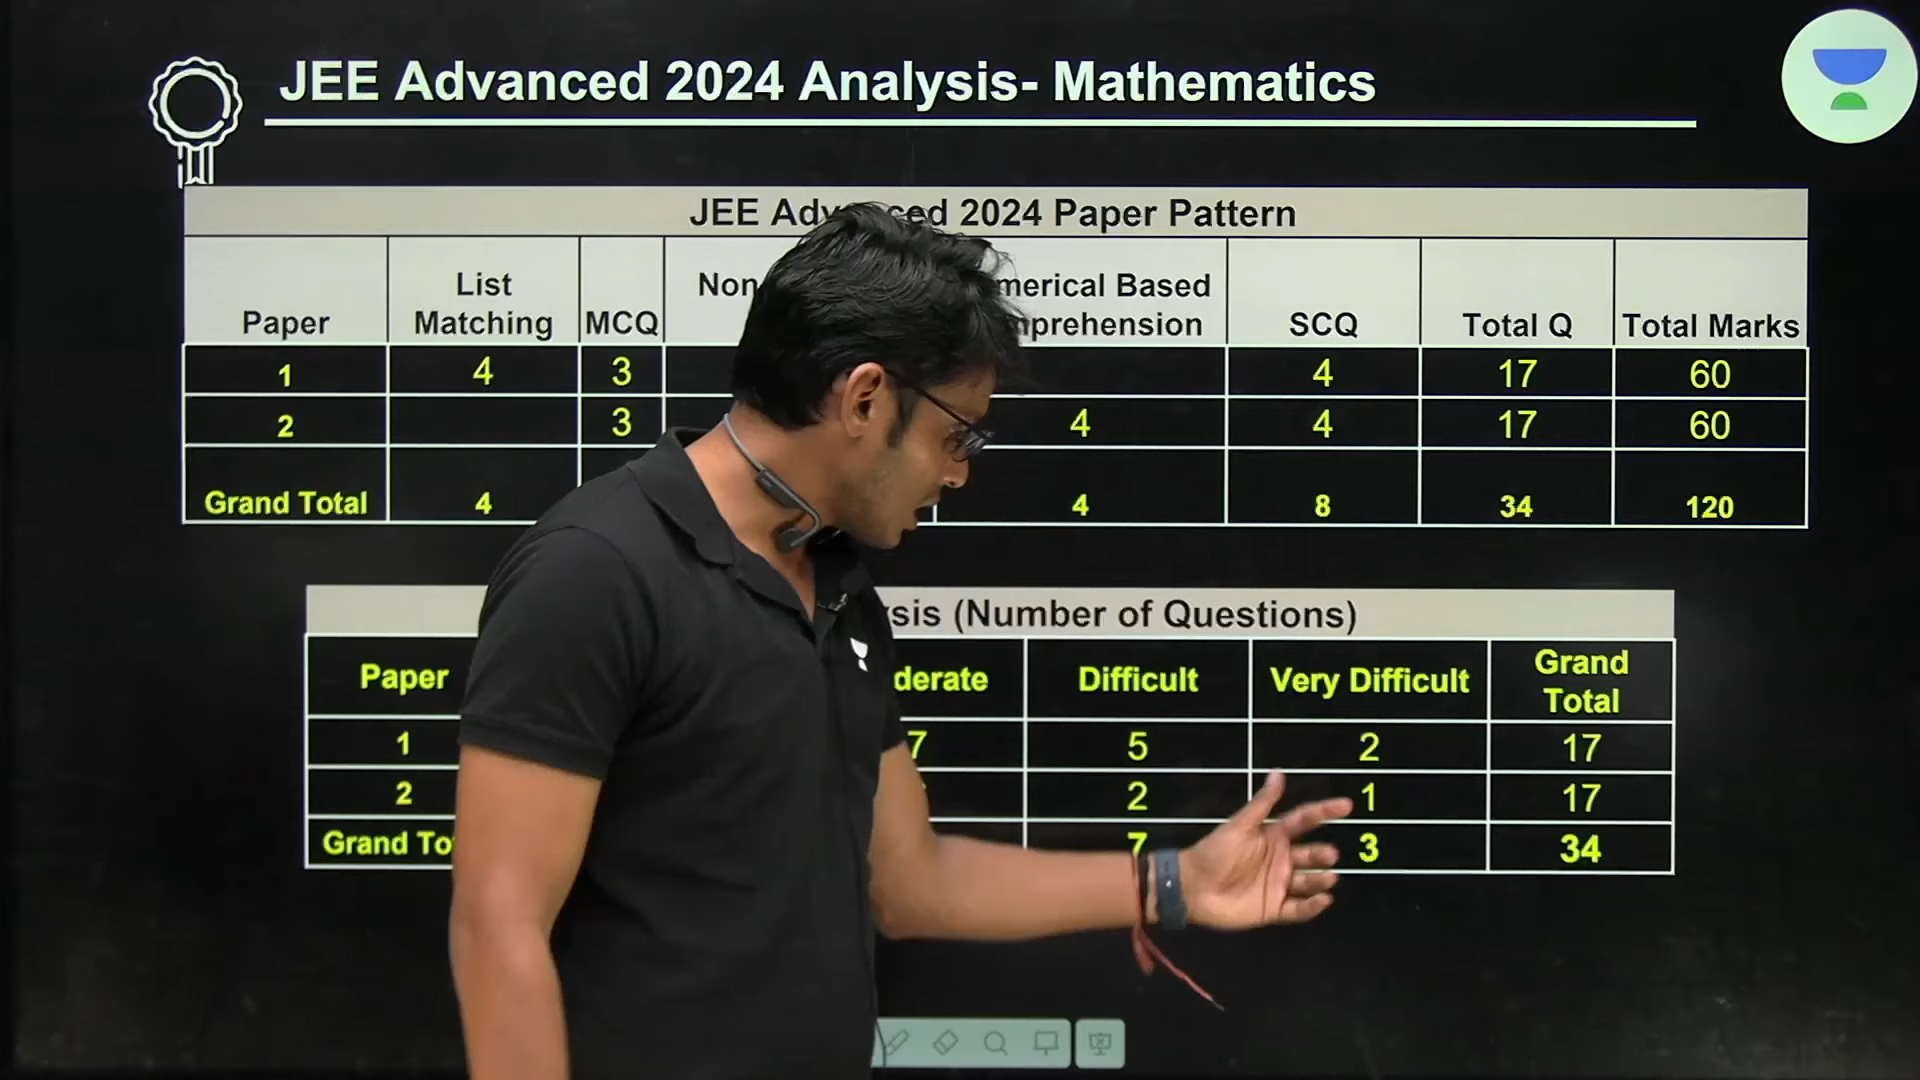 JEE Advanced 2024 Analysis- Mathematics
JEE Adv ced 2024 Paper Pattern
Paper List Matching MCQ Non merical Based prehension SCQ Total Q Total Marks
1 4 3 4 17 60
2 3 4 4 17 60
Grand Total 4 4 8 34 120
sis (Number of Questions)
Paper derate Difficult Very Difficult Grand Total
1 7 5 2 17
2 2 1 17
Grand To 7 3 34